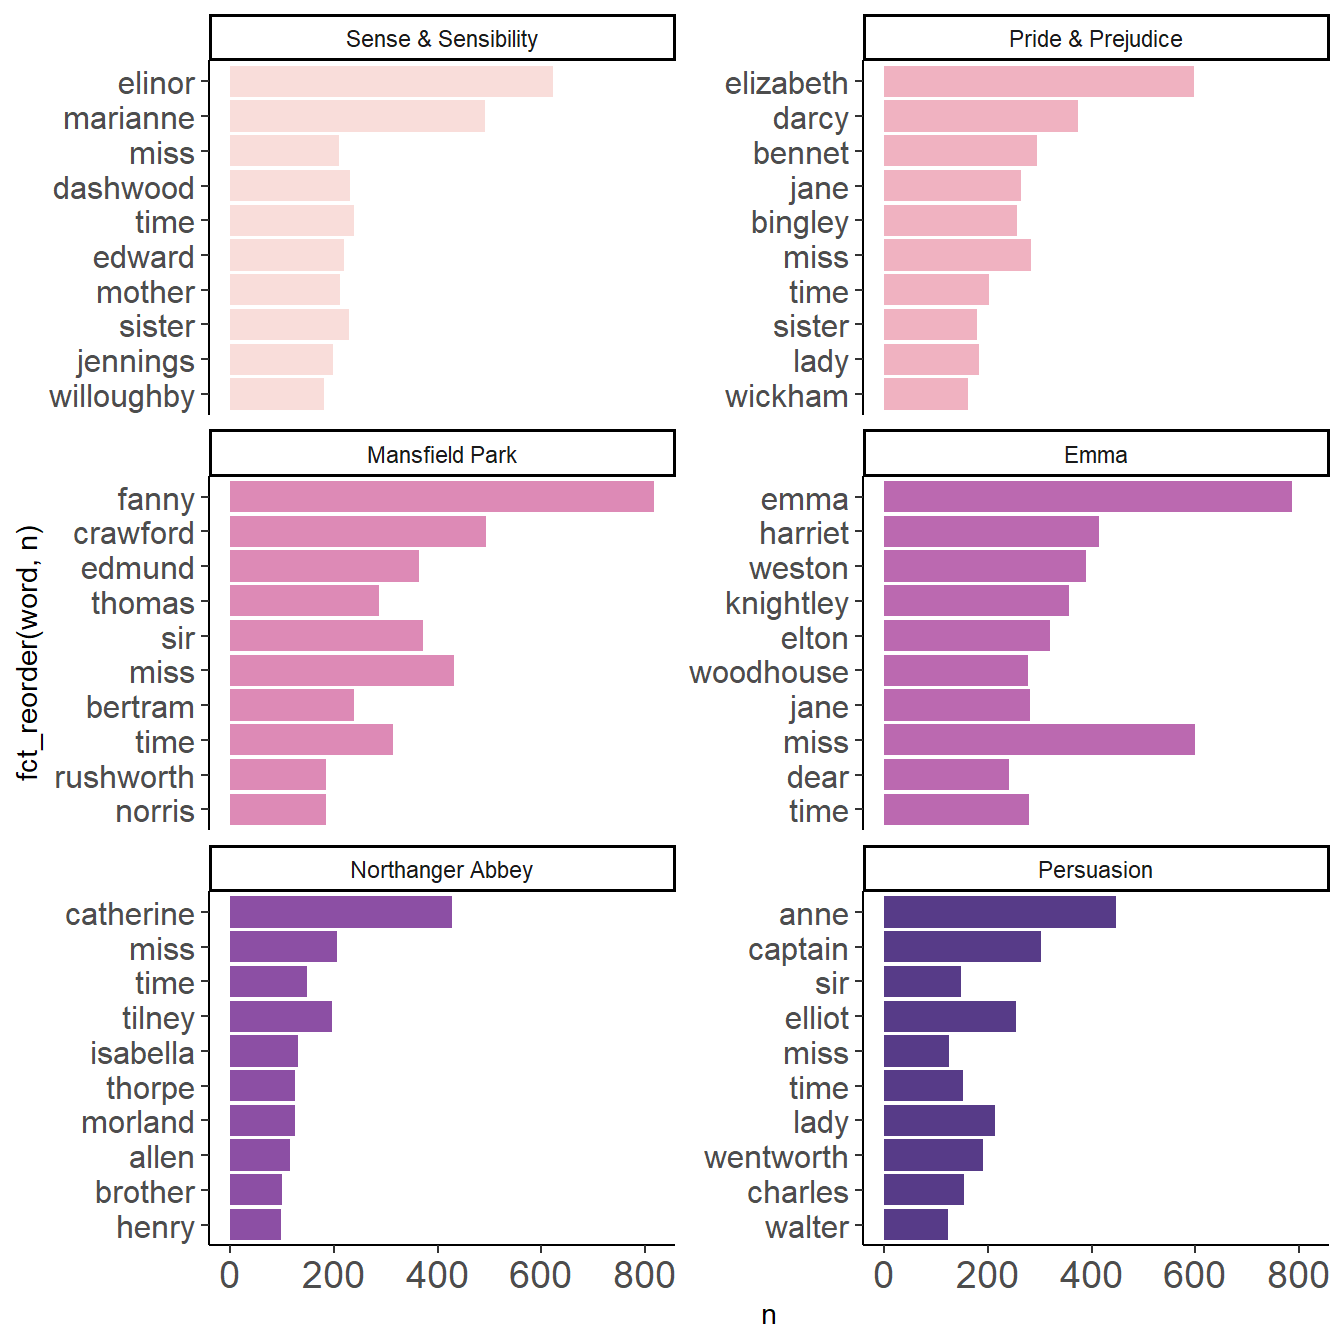 Sense & Sensibility
elinor
marianne
miss
dashwood
time
edward
mother
sister
jennings
willoughby
Pride & Prejudice
elizabeth
darcy
bennet
jane
bingley
miss
time
sister
lady
wickham
Mansfield Park
fanny
crawford
edmund
thomas
sir
miss
bertram
time
rushworth
norris
Emma
emma
harriet
weston
knightley
elton
woodhouse
jane
miss
dear
time
Northanger Abbey
catherine
miss
time
tilney
isabella
thorpe
morland
allen
brother
henry
0 200 400 600 800
Persuasion
anne
captain
sir
elliot
miss
time
lady
wentworth
charles
walter
0 200 400 600 800
fct_reorder(word, n)
n